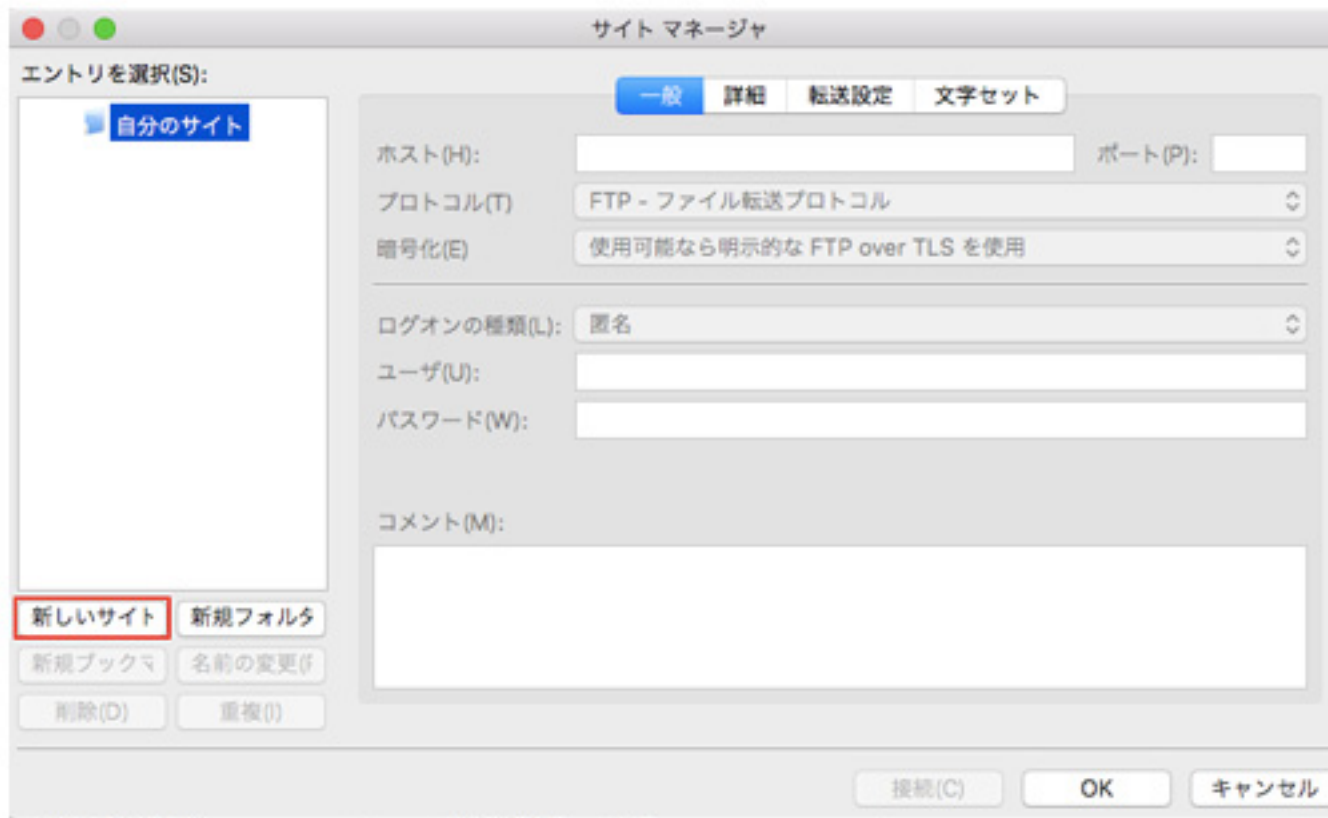 サイト マネージャ
エントリを選択(S):
自分のサイト
一般 詳細 転送設定 文字セット
ホスト(H): ポート(P):
プロトコル(T) FTP - ファイル転送プロトコル
暗号化(E) 使用可能なら明示的な FTP over TLS を使用
ログオンの種類(L): 匿名
ユーザ(U):
パスワード(W):
コメント(M):
新しいサイト 新規フォルダ
新規ブックマ 名前の変更(F
削除(D) 重複(I)
接続(C) OK キャンセル